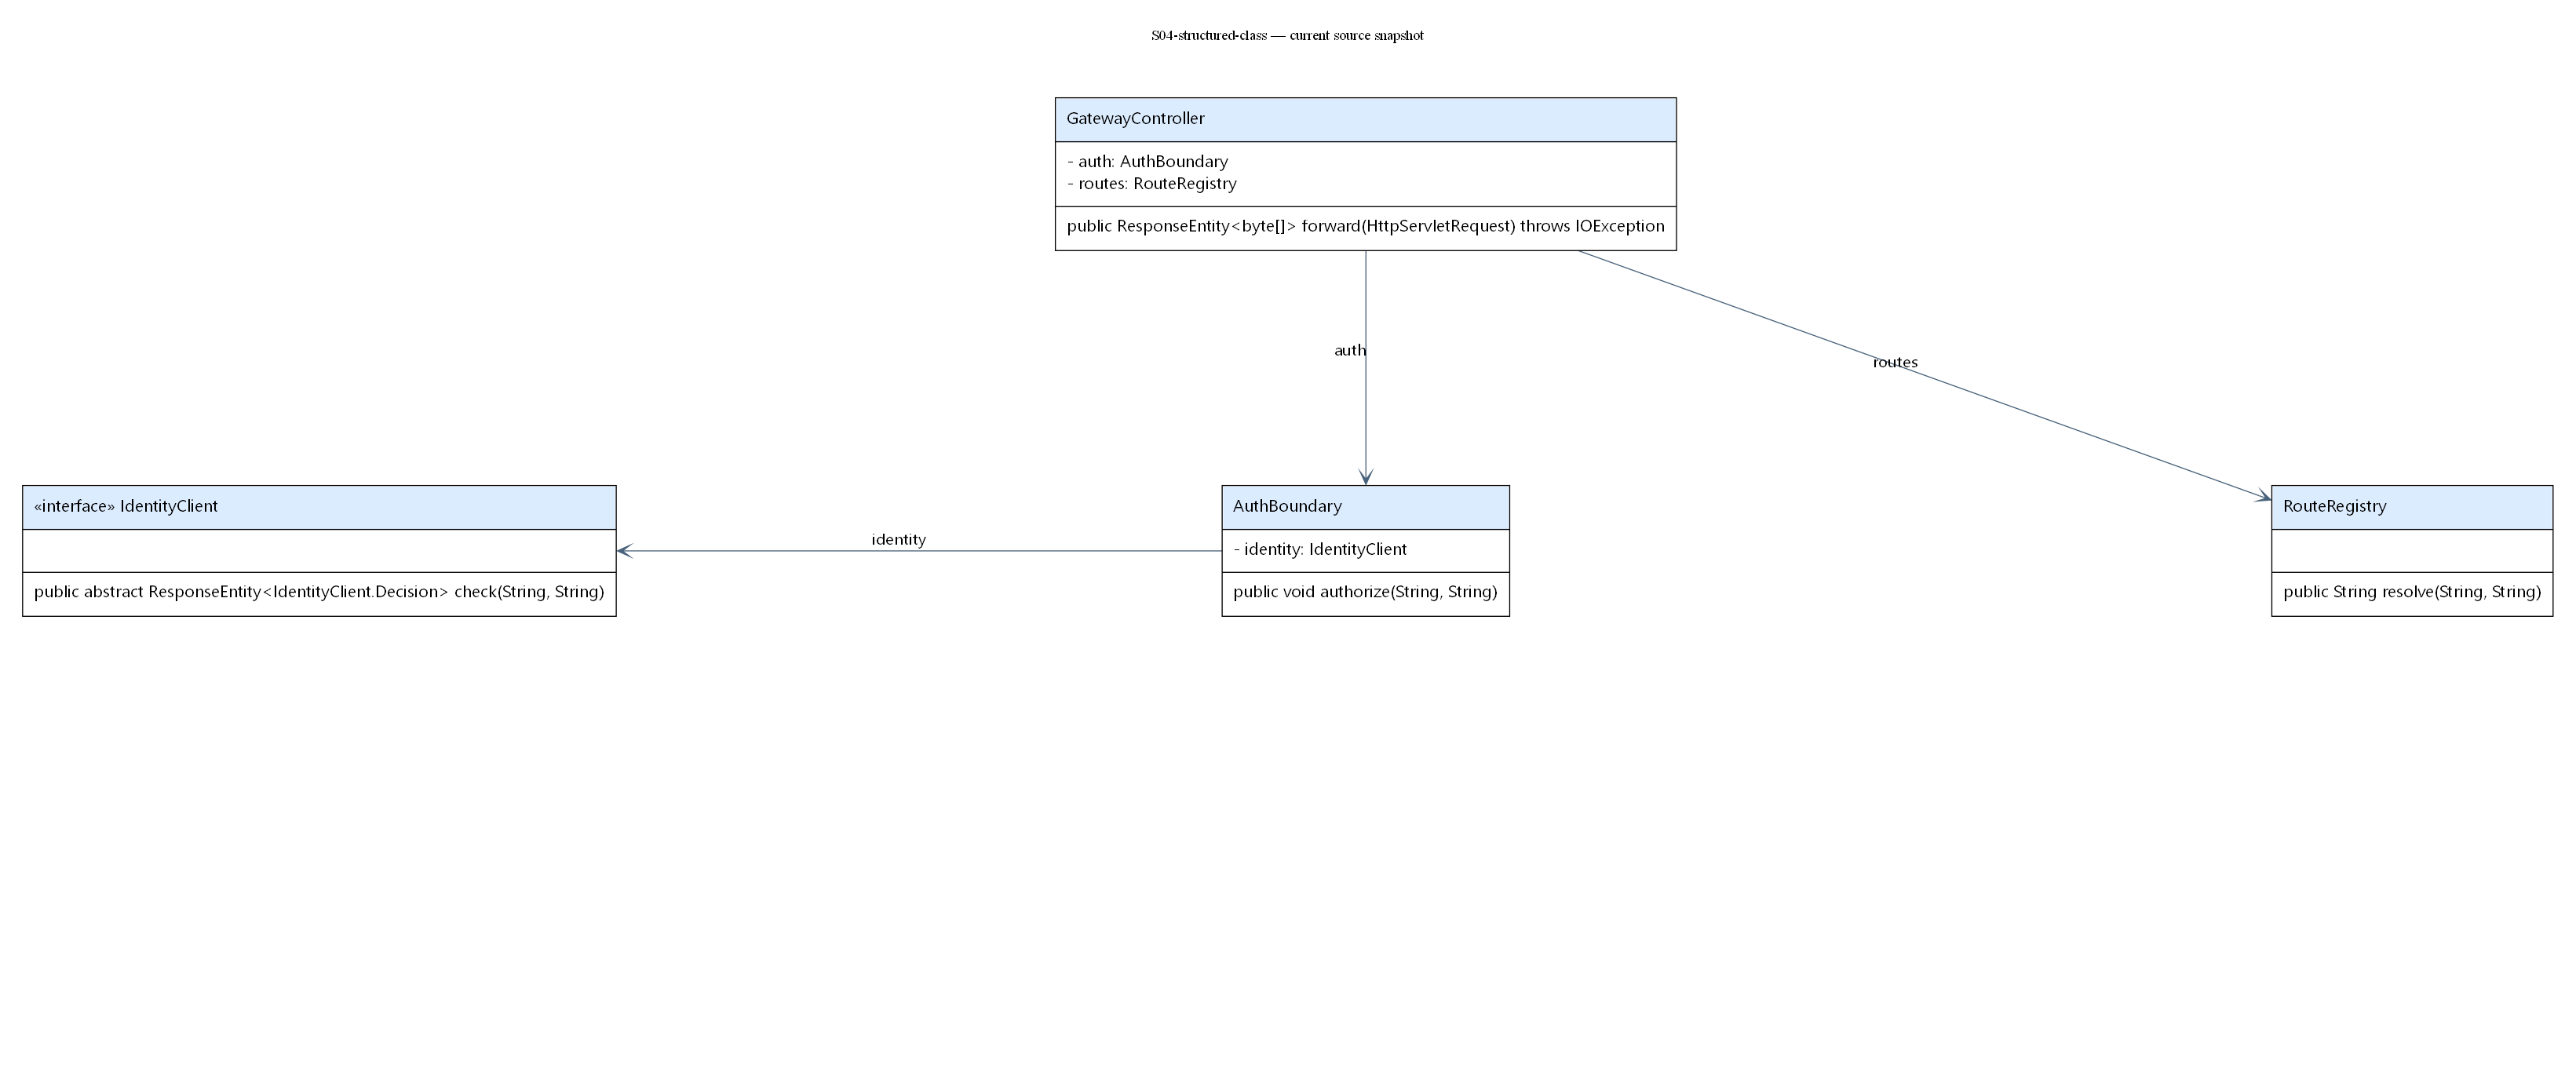 S04-structured-class — current source snapshot
GatewayController
- auth: AuthBoundary
- routes: RouteRegistry
public ResponseEntity<byte[]> forward(HttpServletRequest) throws IOException
auth
routes
«interface» IdentityClient
public abstract ResponseEntity<IdentityClient.Decision> check(String, String)
identity
AuthBoundary
- identity: IdentityClient
public void authorize(String, String)
RouteRegistry
public String resolve(String, String)